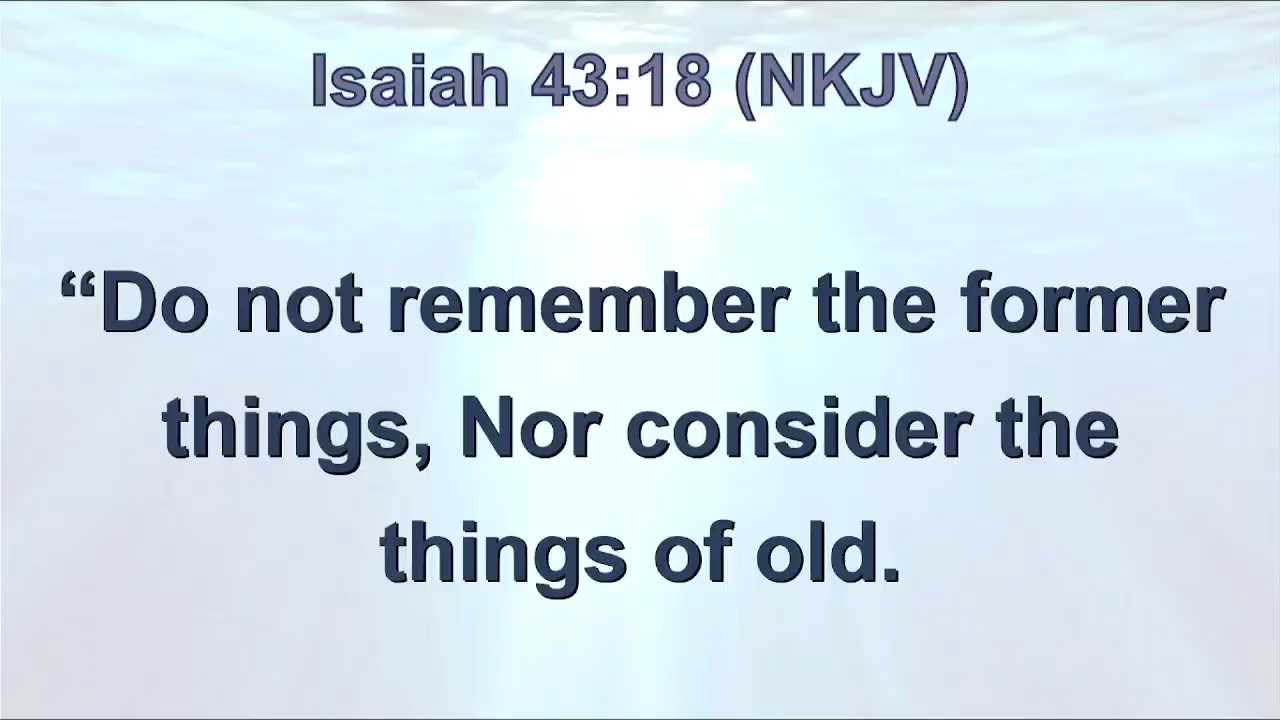 Isaiah 43:18 (NKJV)
“Do not remember the former
things, Nor consider the
things of old.